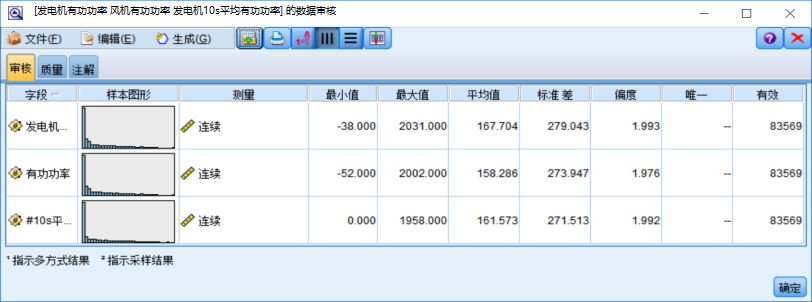 [发电机有功功率 风机有功功率 发电机10s平均有功功率] 的数据审核
文件(F) 编辑(E) 生成(G)
审核 质量 注解
字段 样本图形 测量 最小值 最大值 平均值 标准 差 偏度 唯一 有效
发电机... 连续 -38.000 2031.000 167.704 279.043 1.993 -- 83569
有功功率 连续 -52.000 2002.000 158.286 273.947 1.976 -- 83569
#10s平... 连续 0.000 1958.000 161.573 271.513 1.992 -- 83569
¹ 指示多方式结果 ² 指示采样结果
确定